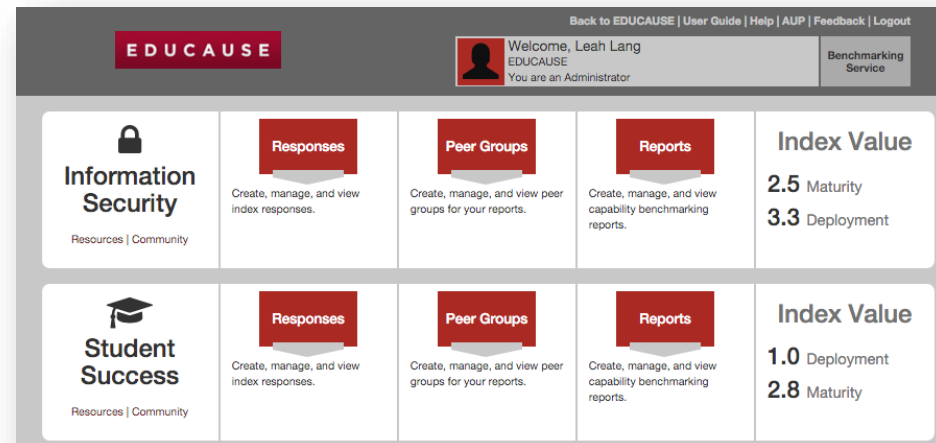 Back to EDUCAUSE | User Guide | Help | AUP | Feedback | Logout
EDUCAUSE
Welcome, Leah Lang
EDUCAUSE
You are an Administrator
Benchmarking
Service
Information
Security
Resources | Community
Responses
Create, manage, and view
index responses.
Peer Groups
Create, manage, and view peer
groups for your reports.
Reports
Create, manage, and view
capability benchmarking
reports.
Index Value
2.5 Maturity
3.3 Deployment
Student
Success
Resources | Community
Responses
Create, manage, and view
index responses.
Peer Groups
Create, manage, and view peer
groups for your reports.
Reports
Create, manage, and view
capability benchmarking
reports.
Index Value
1.0 Deployment
2.8 Maturity